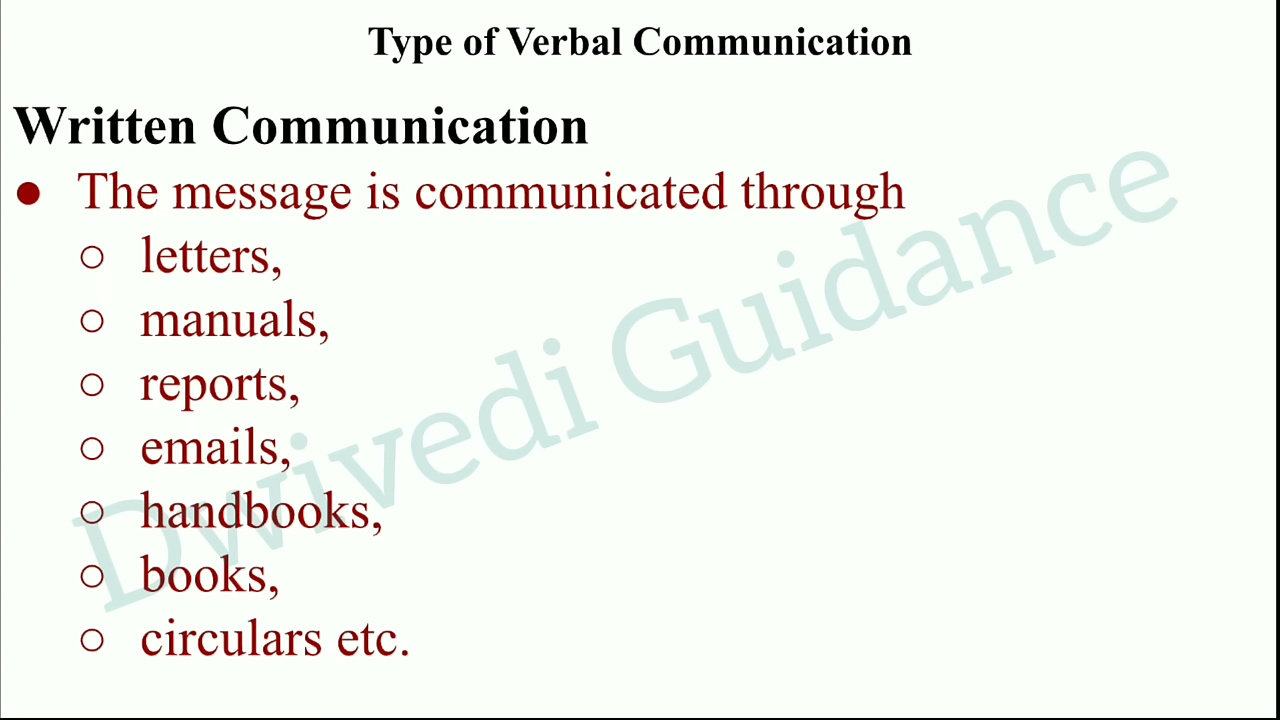 Type of Verbal Communication
Written Communication
● The message is communicated through
○ letters,
○ manuals,
○ reports,
○ emails,
○ handbooks,
○ books,
○ circulars etc.
Dwivedi Guidance